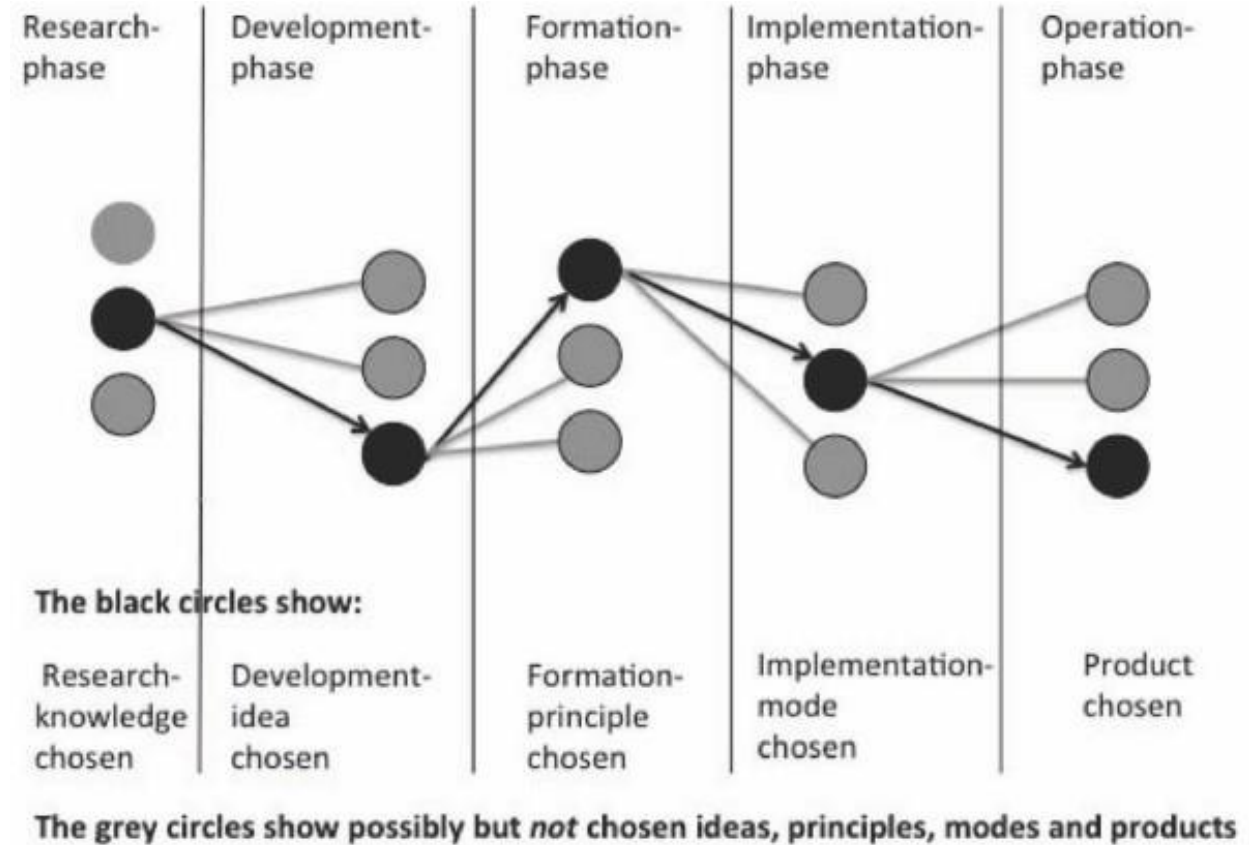 Research-
phase
Development-
phase
Formation-
phase
Implementation-
phase
Operation-
phase
The black circles show:
Research-
knowledge
chosen
Development-
idea
chosen
Formation-
principle
chosen
Implementation-
mode
chosen
Product
chosen
The grey circles show possibly but not chosen ideas, principles, modes and products